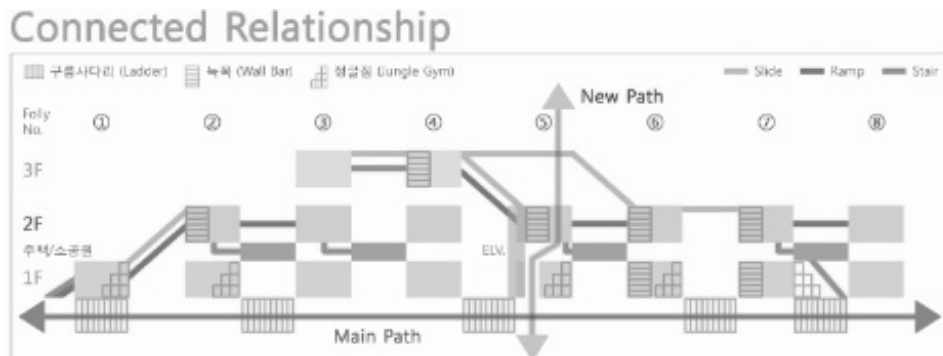 Connected Relationship
구름사다리 (Ladder) 늑목 (Wall Bar) 정글짐 (Jungle Gym) Slide Ramp Stair
New Path
Folly No. ① ② ③ ④ ⑤ ⑥ ⑦ ⑧
3F
2F
주택/소공원
ELV.
1F
Main Path